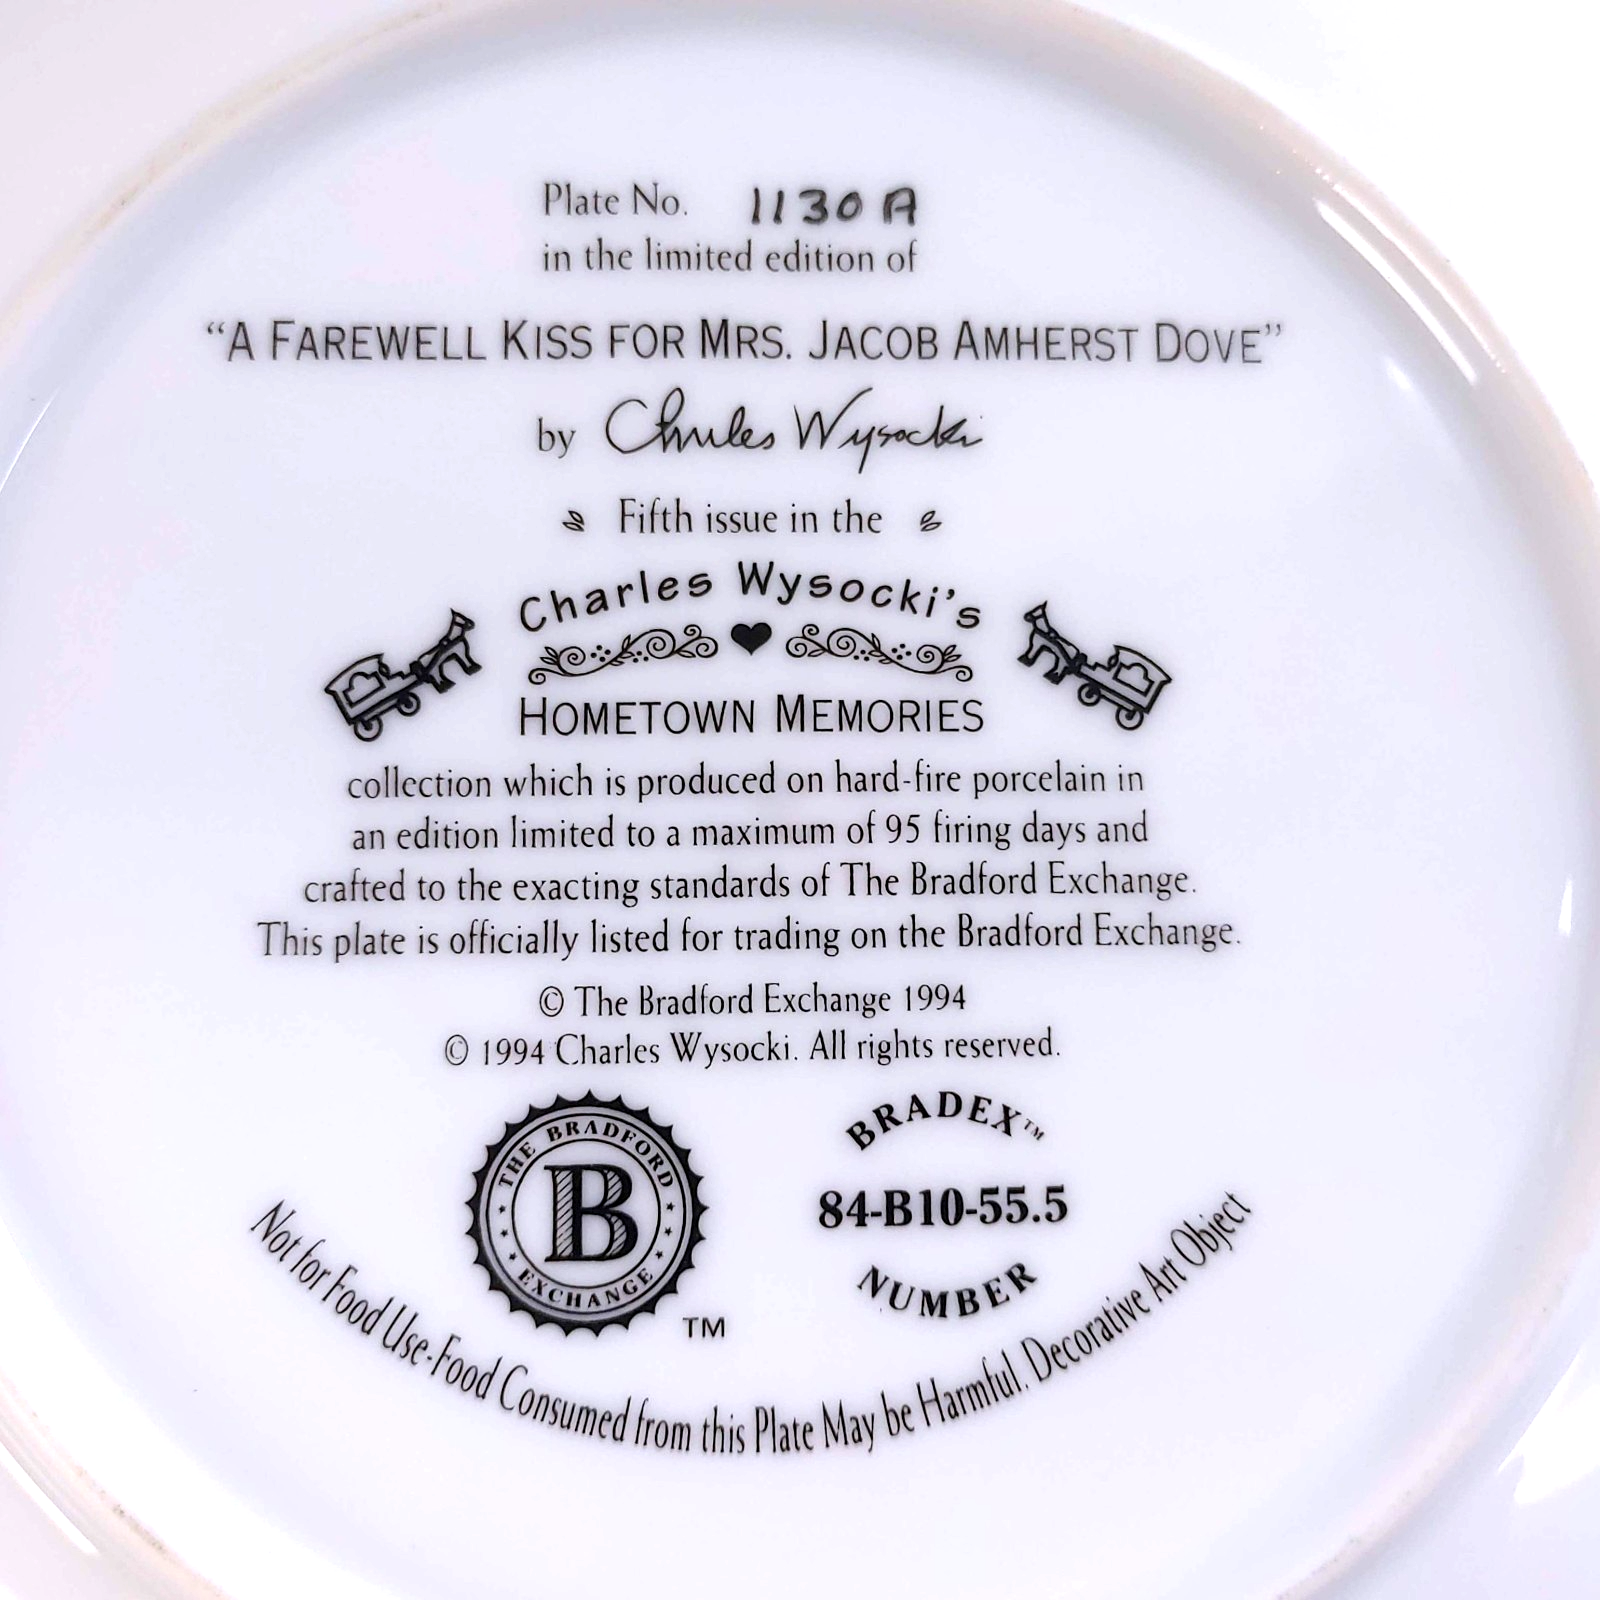 Plate No. 1130A
in the limited edition of
“A FAREWELL KISS FOR MRS. JACOB AMHERST DOVE”
by Charles Wysocki
Fifth issue in the
Charles Wysocki's
HOMETOWN MEMORIES
collection which is produced on hard-fire porcelain in
an edition limited to a maximum of 95 firing days and
crafted to the exacting standards of The Bradford Exchange.
This plate is officially listed for trading on the Bradford Exchange.
© The Bradford Exchange 1994
© 1994 Charles Wysocki. All rights reserved.
THE BRADFORD
B
EXCHANGE
TM
BRADEX™
84-B10-55.5
NUMBER
Not for Food Use-Food Consumed from this Plate May be Harmful. Decorative Art Object